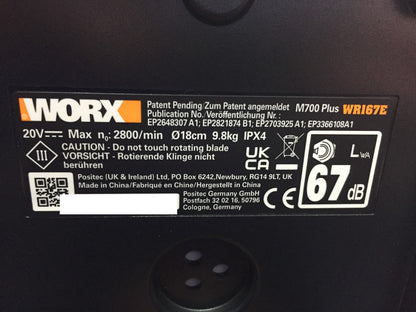 WORX
Patent Pending/Zum Patent angemeldet M700 Plus WR167E
Publication No./Veröffentlichung Nr.:
EP2648307 A1; EP2821874 B1; EP2703925 A1; EP3366108A1
20V⎓ Max n₀: 2800/min Ø18cm 9.8kg IPX4
III
CAUTION - Do not touch rotating blade
VORSICHT - Rotierende Klinge nicht
berühren
UK
CA
CE
LWA
67 dB
Positec (UK & Ireland) Ltd, PO Box 6242,Newbury, RG14 9LT, UK
Made in China/Fabriqué en Chine/Hergestellt in China
Positec Germany GmbH
Postfach 32 02 16, 50796
Cologne, Germany